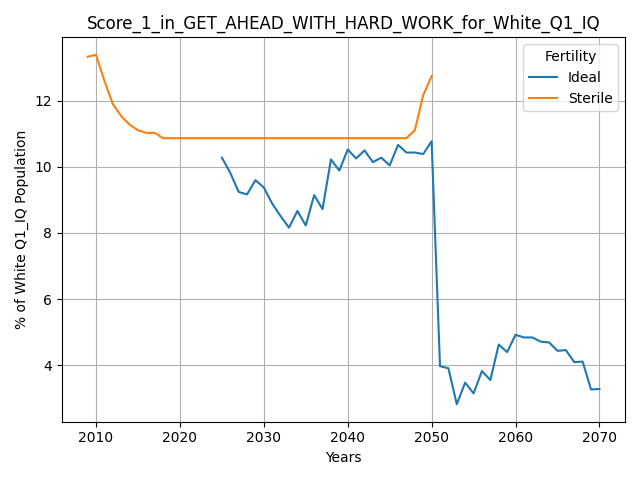 Score_1_in_GET_AHEAD_WITH_HARD_WORK_for_White_Q1_IQ
Fertility
Ideal
Sterile
% of White Q1_IQ Population
12
10
8
6
4
2010 2020 2030 2040 2050 2060 2070
Years